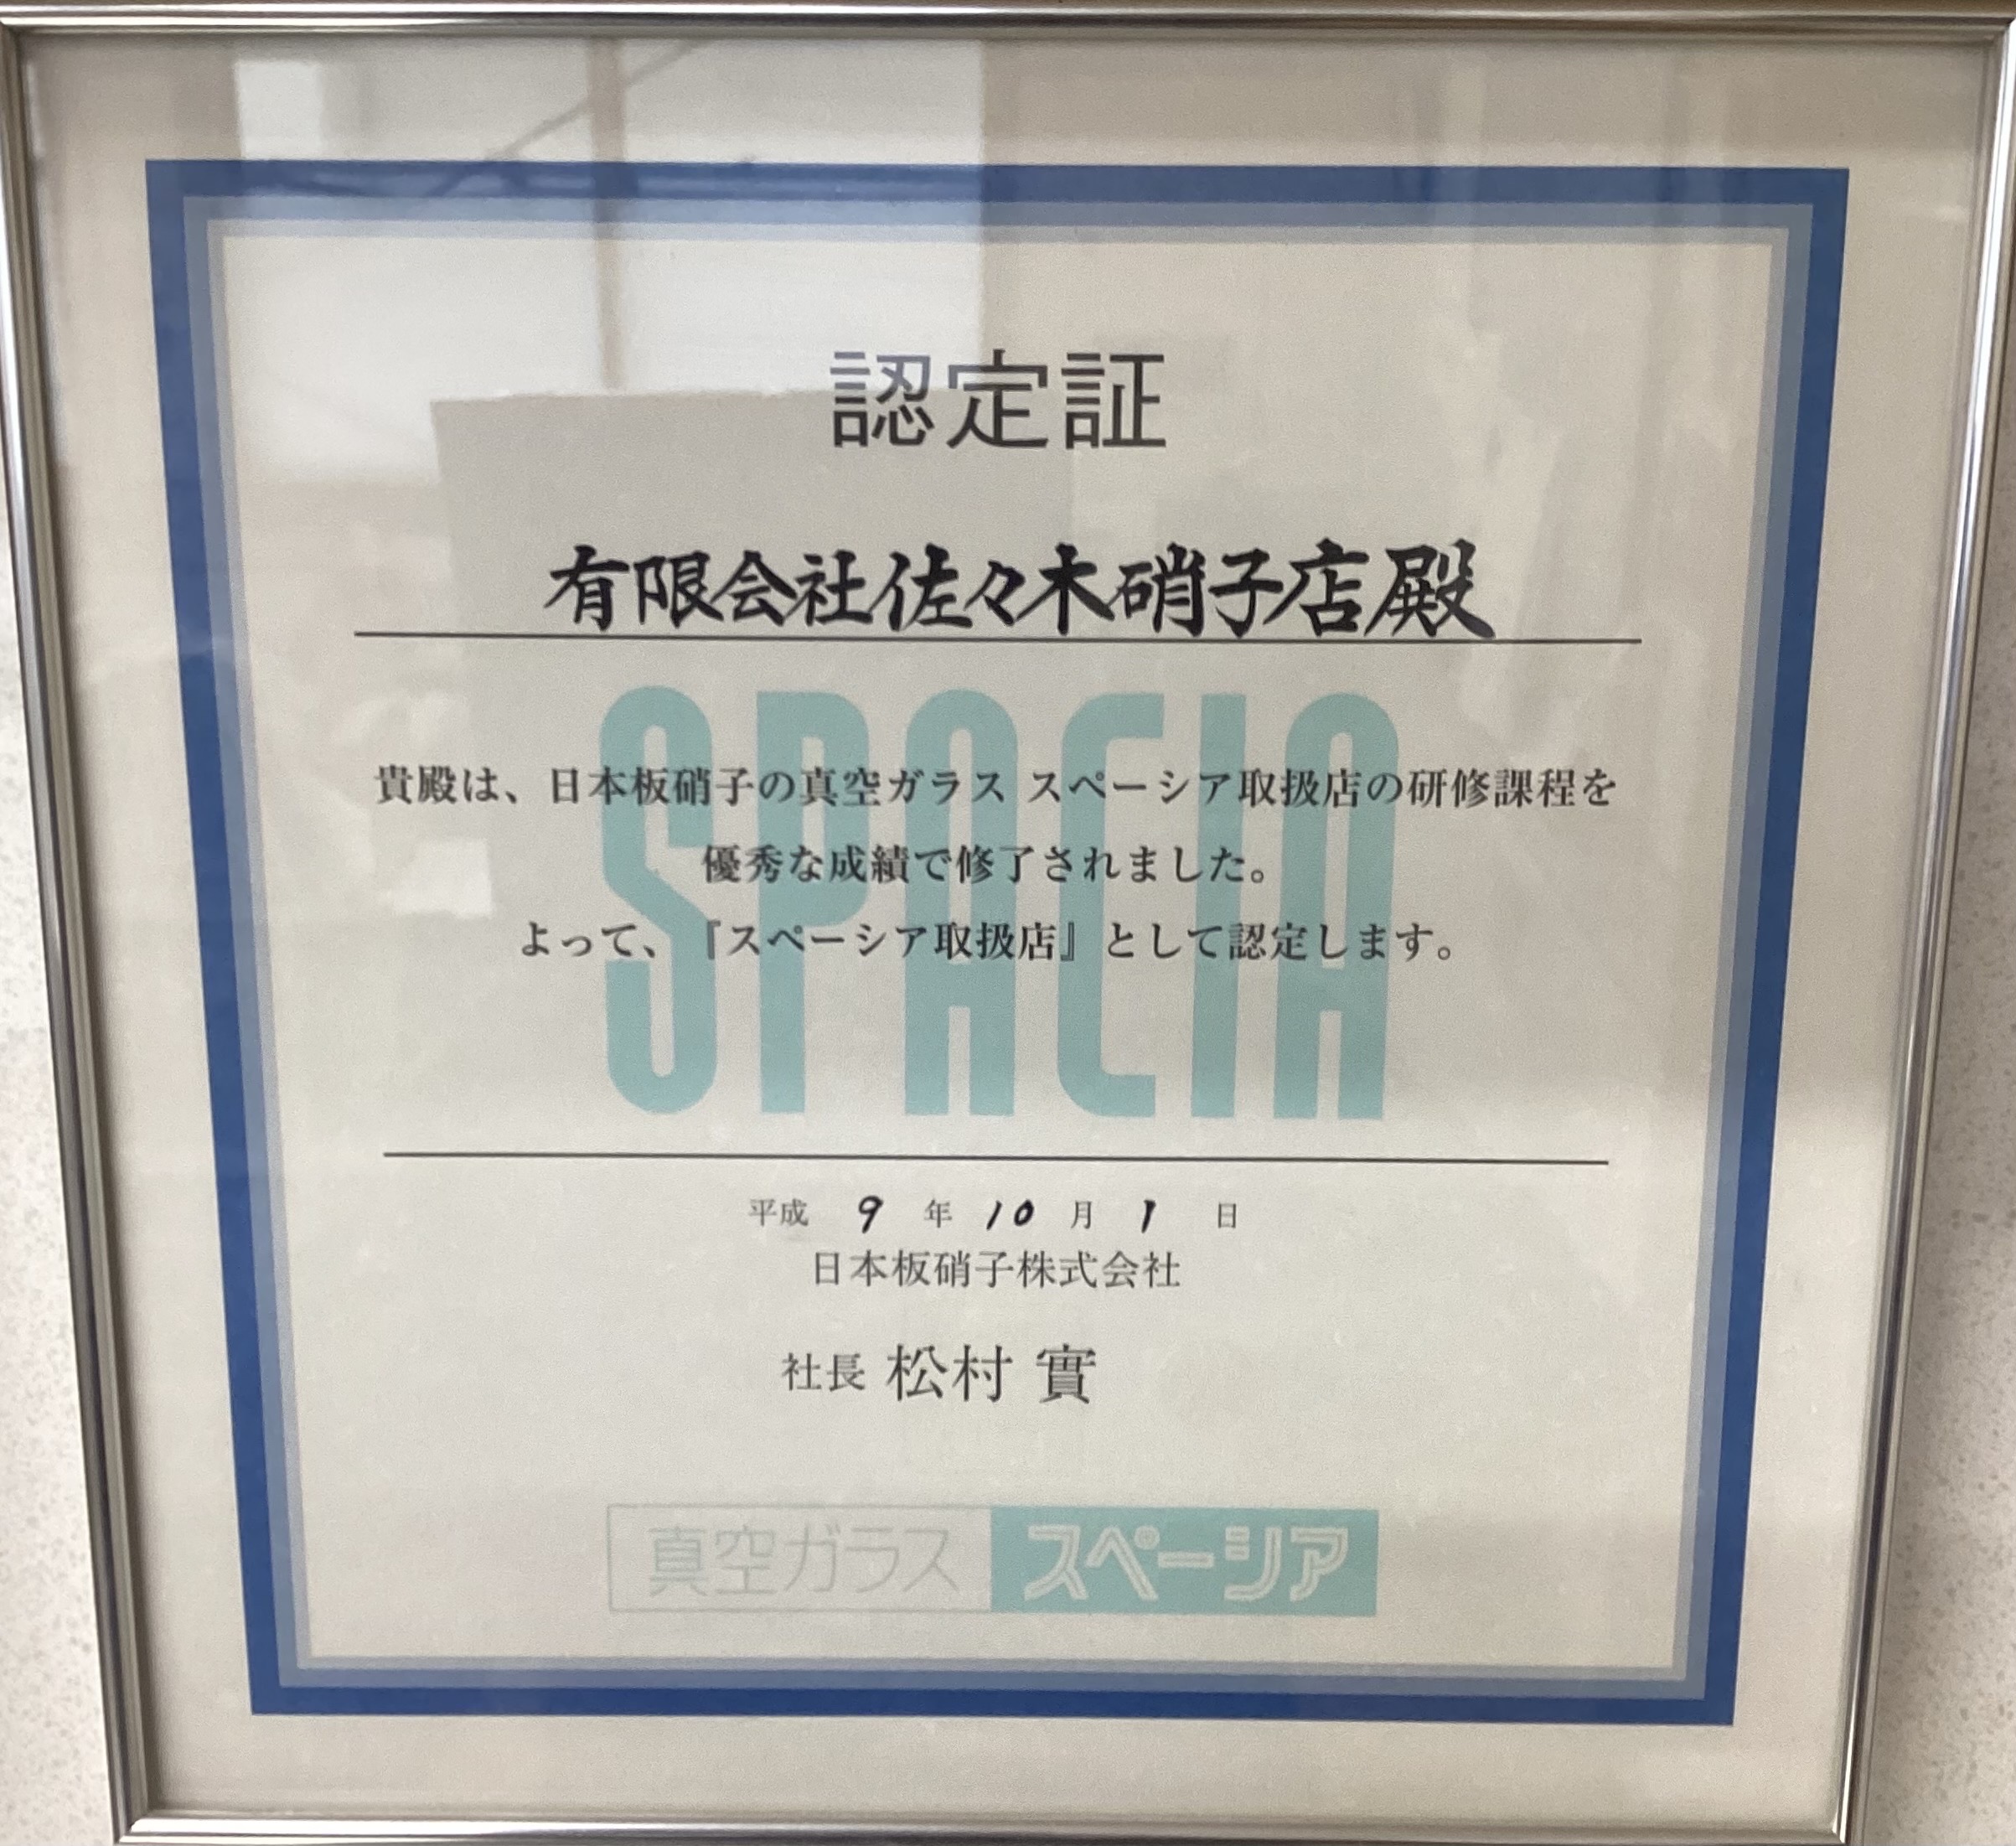 認定証
有限会社佐々木硝子店殿
SPACIA
貴殿は、日本板硝子の真空ガラス スペーシア取扱店の研修課程を
優秀な成績で修了されました。
よって、『スペーシア取扱店』として認定します。
平成 9 年 10 月 1 日
日本板硝子株式会社
社長 松村 實
真空ガラス スペーシア